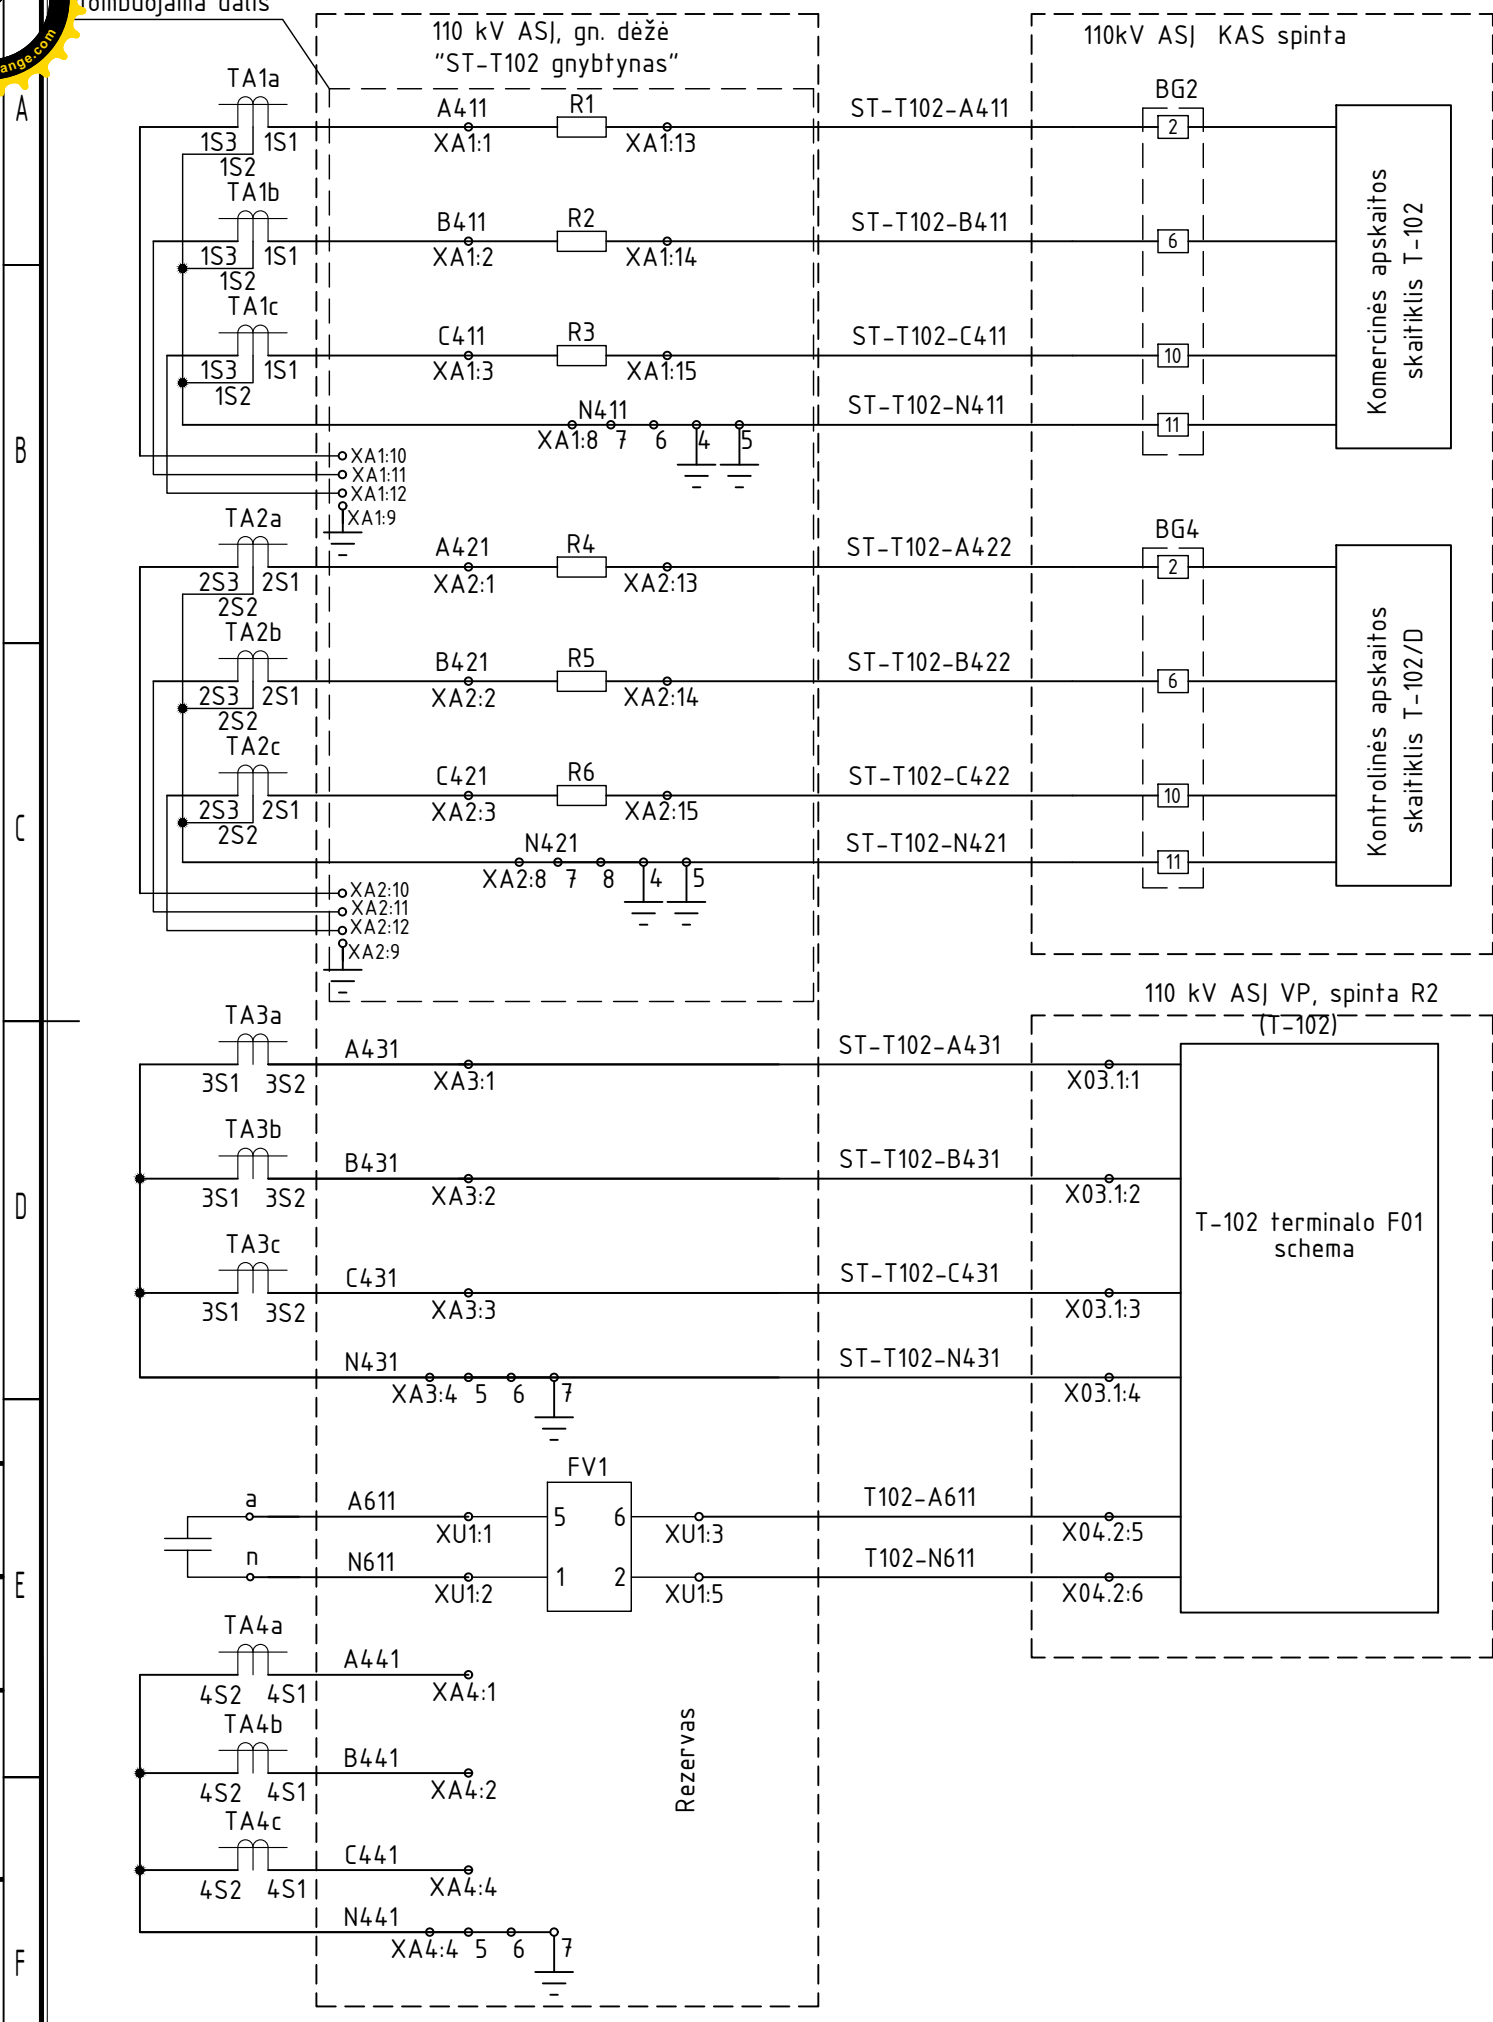 dalis
110 kV ASJ, gn. dėžė
"ST-T102 gnybtynas"
110kV ASJ KAS spinta
ange.com
A
TA1a
1S3 1S1
1S2
A411
XA1:1
R1
XA1:13
ST-T102-A411
BG2
2
TA1b
1S3 1S1
1S2
B411
XA1:2
R2
XA1:14
ST-T102-B411
6
Komercinės apskaitos
skaitiklis T-102
TA1c
1S3 1S1
1S2
C411
XA1:3
R3
XA1:15
ST-T102-C411
10
B
N411
XA1:8 7 6 4 5
ST-T102-N411
11
XA1:10
XA1:11
XA1:12
XA1:9
TA2a
2S3 2S1
2S2
A421
XA2:1
R4
XA2:13
ST-T102-A422
BG4
2
TA2b
2S3 2S1
2S2
B421
XA2:2
R5
XA2:14
ST-T102-B422
6
Kontrolinės apskaitos
skaitiklis T-102/D
C
TA2c
2S3 2S1
2S2
C421
XA2:3
R6
XA2:15
ST-T102-C422
10
N421
XA2:8 7 8 4 5
ST-T102-N421
11
XA2:10
XA2:11
XA2:12
XA2:9
110 kV ASJ VP, spinta R2
(T-102)
TA3a
3S1 3S2
A431
XA3:1
ST-T102-A431
X03.1:1
D
TA3b
3S1 3S2
B431
XA3:2
ST-T102-B431
X03.1:2
T-102 terminalo F01
schema
TA3c
3S1 3S2
C431
XA3:3
ST-T102-C431
X03.1:3
N431
XA3:4 5 6 7
ST-T102-N431
X03.1:4
E
FV1
a
A611
XU1:1
5 6
XU1:3
T102-A611
X04.2:5
n
N611
XU1:2
1 2
XU1:5
T102-N611
X04.2:6
TA4a
4S2 4S1
A441
XA4:1
TA4b
4S2 4S1
B441
XA4:2
Rezervas
F
TA4c
4S2 4S1
C441
XA4:4
N441
XA4:4 5 6 7